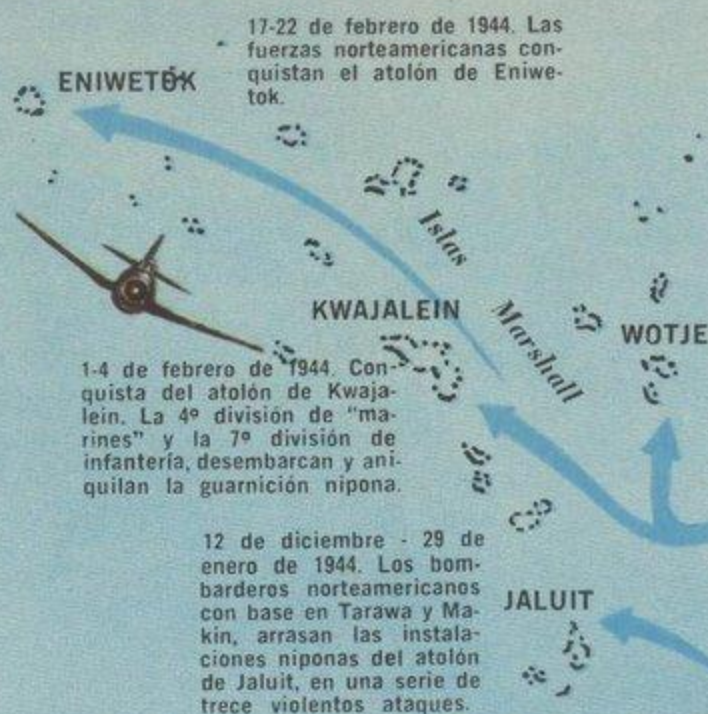 17-22 de febrero de 1944. Las
fuerzas norteamericanas con-
quistan el atolón de Eniwe-
tok.
ENIWETOK
Islas
Marshall
KWAJALEIN
WOTJE
1-4 de febrero de 1944. Con-
quista del atolón de Kwaja-
lein. La 4º división de "ma-
rines" y la 7º división de
infantería, desembarcan y ani-
quilan la guarnición nipona.
12 de diciembre - 29 de
enero de 1944. Los bom-
barderos norteamericanos
con base en Tarawa y Ma-
kin, arrasan las instala-
ciones niponas del atolón
de Jaluit, en una serie de
trece violentos ataques.
JALUIT